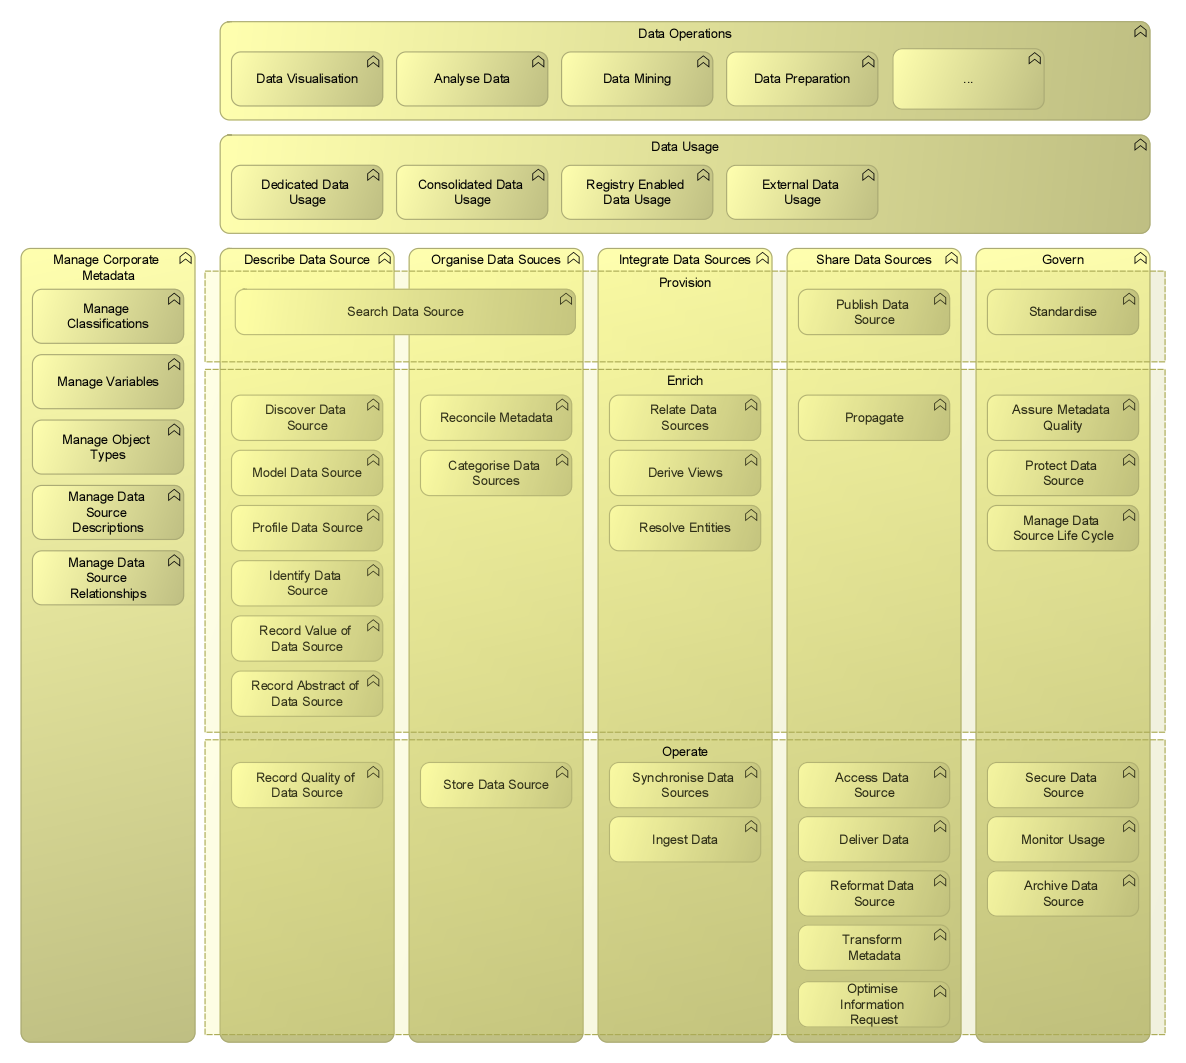 Data Operations
Data Visualisation
Analyse Data
Data Mining
Data Preparation
...
Data Usage
Dedicated Data
Usage
Consolidated Data
Usage
Registry Enabled
Data Usage
External Data
Usage
Manage Corporate
Metadata
Manage
Classifications
Manage Variables
Manage Object
Types
Manage Data
Source
Descriptions
Manage Data
Source
Relationships
Describe Data Source
Organise Data Souces
Integrate Data Sources
Share Data Sources
Govern
Provision
Search Data Source
Publish Data
Source
Standardise
Enrich
Discover Data
Source
Model Data Source
Profile Data Source
Identify Data
Source
Record Value of
Data Source
Record Abstract of
Data Source
Reconcile Metadata
Categorise Data
Sources
Relate Data
Sources
Derive Views
Resolve Entities
Propagate
Assure Metadata
Quality
Protect Data
Source
Manage Data
Source Life Cycle
Operate
Record Quality of
Data Source
Store Data Source
Synchronise Data
Sources
Ingest Data
Access Data
Source
Deliver Data
Reformat Data
Source
Transform
Metadata
Optimise
Information
Request
Secure Data
Source
Monitor Usage
Archive Data
Source